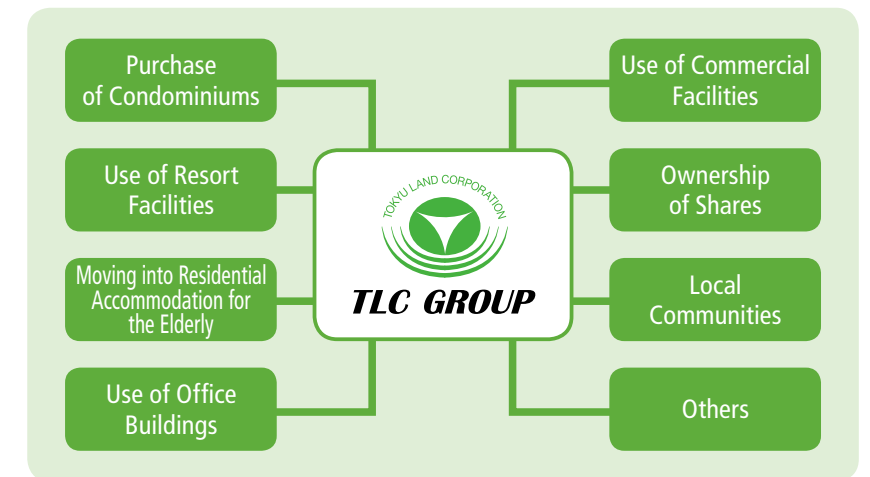 Purchase
of Condominiums
Use of Resort
Facilities
Moving into Residential
Accommodation for
the Elderly
Use of Office
Buildings
TOKYU LAND CORPORATION
TLC GROUP
Use of Commercial
Facilities
Ownership
of Shares
Local
Communities
Others